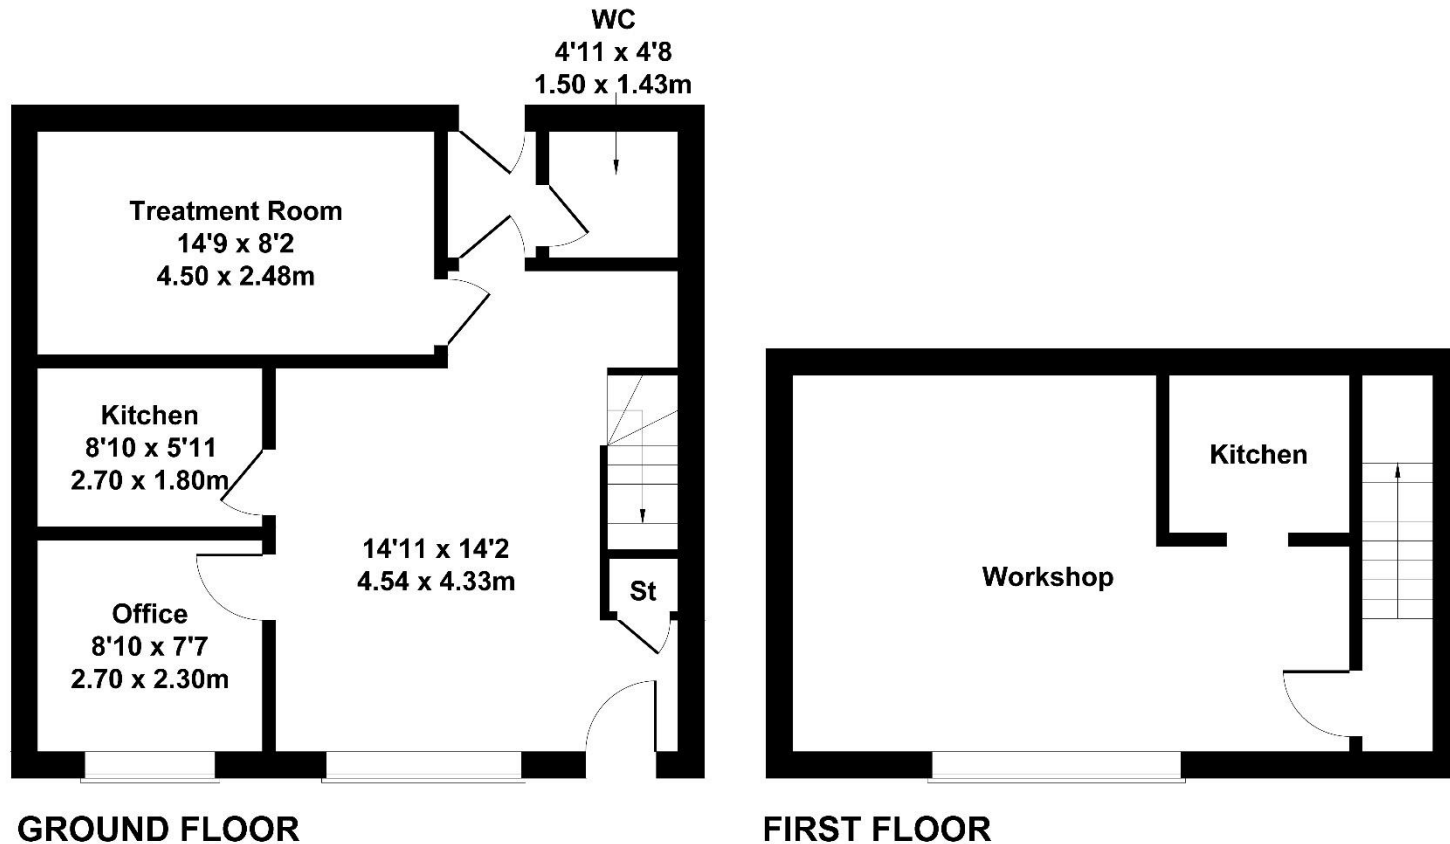 WC
4'11 x 4'8
1.50 x 1.43m
Treatment Room
14'9 x 8'2
4.50 x 2.48m
Kitchen
8'10 x 5'11
2.70 x 1.80m
14'11 x 14'2
4.54 x 4.33m
St
Office
8'10 x 7'7
2.70 x 2.30m
GROUND FLOOR
Kitchen
Workshop
FIRST FLOOR